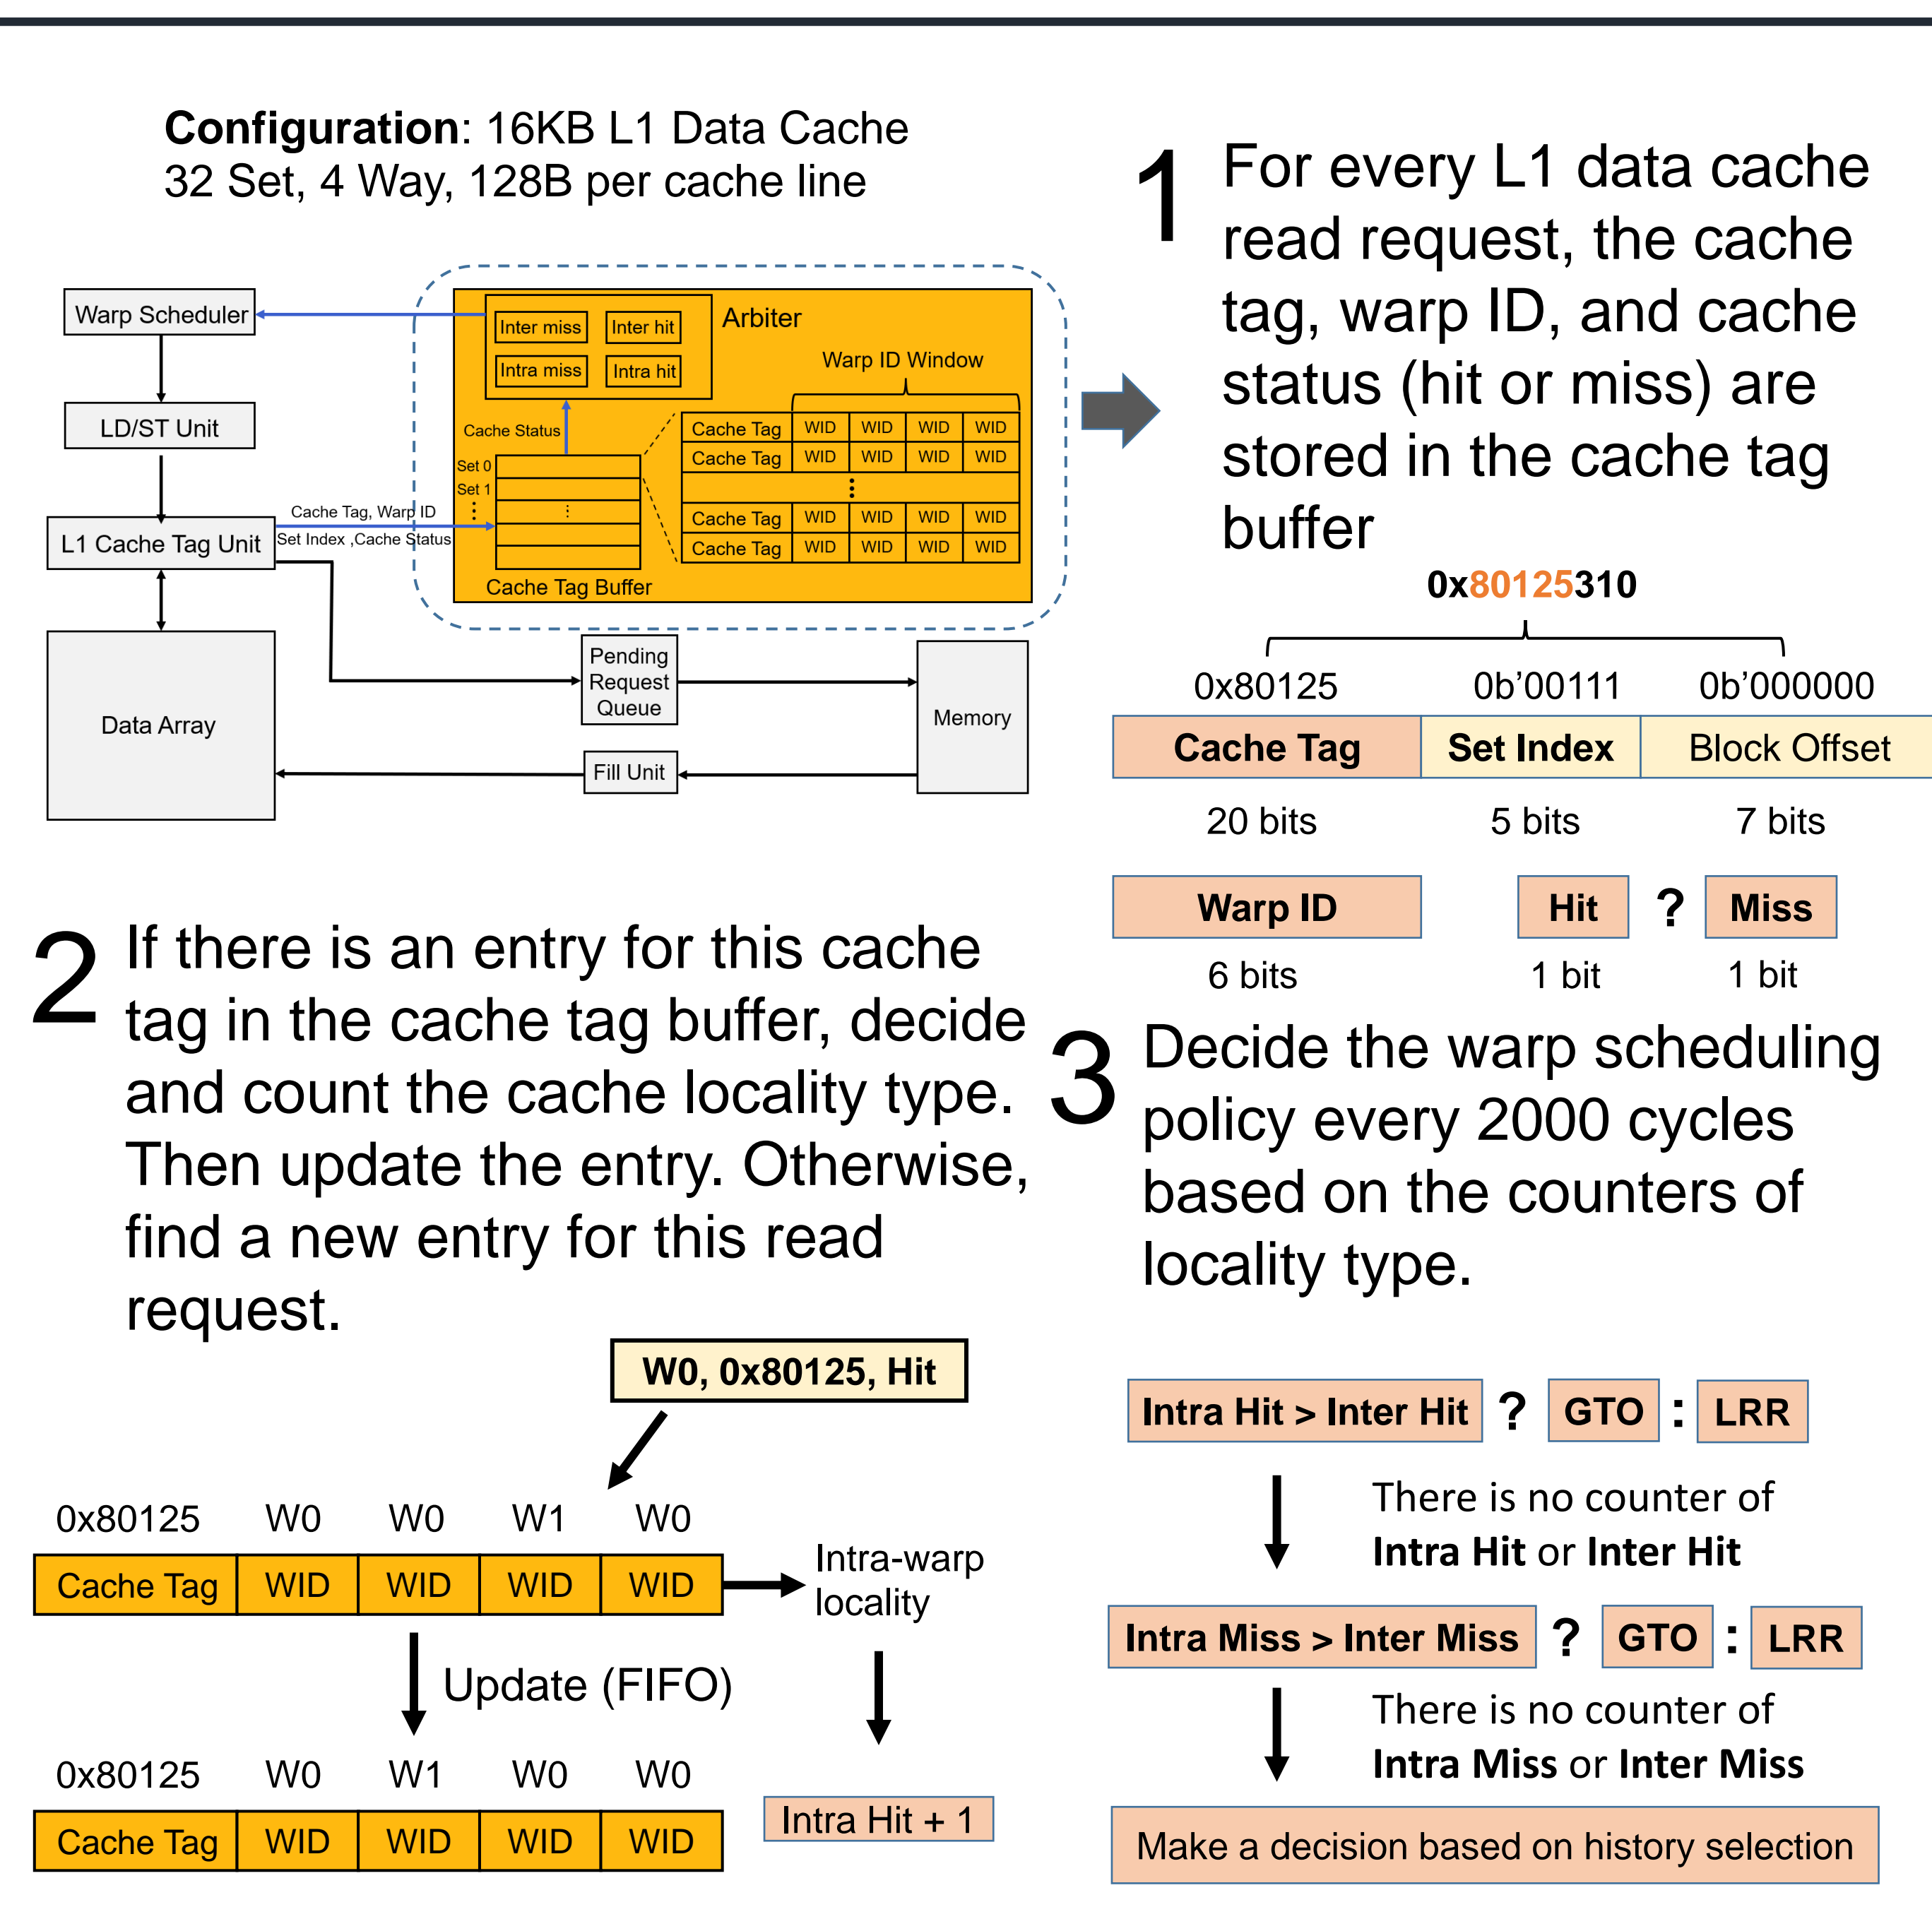 Configuration: 16KB L1 Data Cache
32 Set, 4 Way, 128B per cache line
Warp Scheduler
LD/ST Unit
L1 Cache Tag Unit
Data Array
Cache Tag, Warp ID
Set Index ,Cache Status
Inter miss
Inter hit
Intra miss
Intra hit
Arbiter
Warp ID Window
Cache Status
Set 0
Set 1
⋮
⋮
Cache Tag Buffer
Cache Tag WID WID WID WID
Cache Tag WID WID WID WID
⋮
Cache Tag WID WID WID WID
Cache Tag WID WID WID WID
Pending
Request
Queue
Fill Unit
Memory
1
For every L1 data cache
read request, the cache
tag, warp ID, and cache
status (hit or miss) are
stored in the cache tag
buffer
0x80125310
0x80125 0b’00111 0b’000000
Cache Tag Set Index Block Offset
20 bits 5 bits 7 bits
Warp ID Hit ? Miss
6 bits 1 bit 1 bit
2
If there is an entry for this cache
tag in the cache tag buffer, decide
and count the cache locality type.
Then update the entry. Otherwise,
find a new entry for this read
request.
W0, 0x80125, Hit
0x80125 W0 W0 W1 W0
Cache Tag WID WID WID WID
Intra-warp
locality
Update (FIFO)
0x80125 W0 W1 W0 W0
Cache Tag WID WID WID WID
Intra Hit + 1
3
Decide the warp scheduling
policy every 2000 cycles
based on the counters of
locality type.
Intra Hit > Inter Hit ? GTO : LRR
There is no counter of
Intra Hit or Inter Hit
Intra Miss > Inter Miss ? GTO : LRR
There is no counter of
Intra Miss or Inter Miss
Make a decision based on history selection